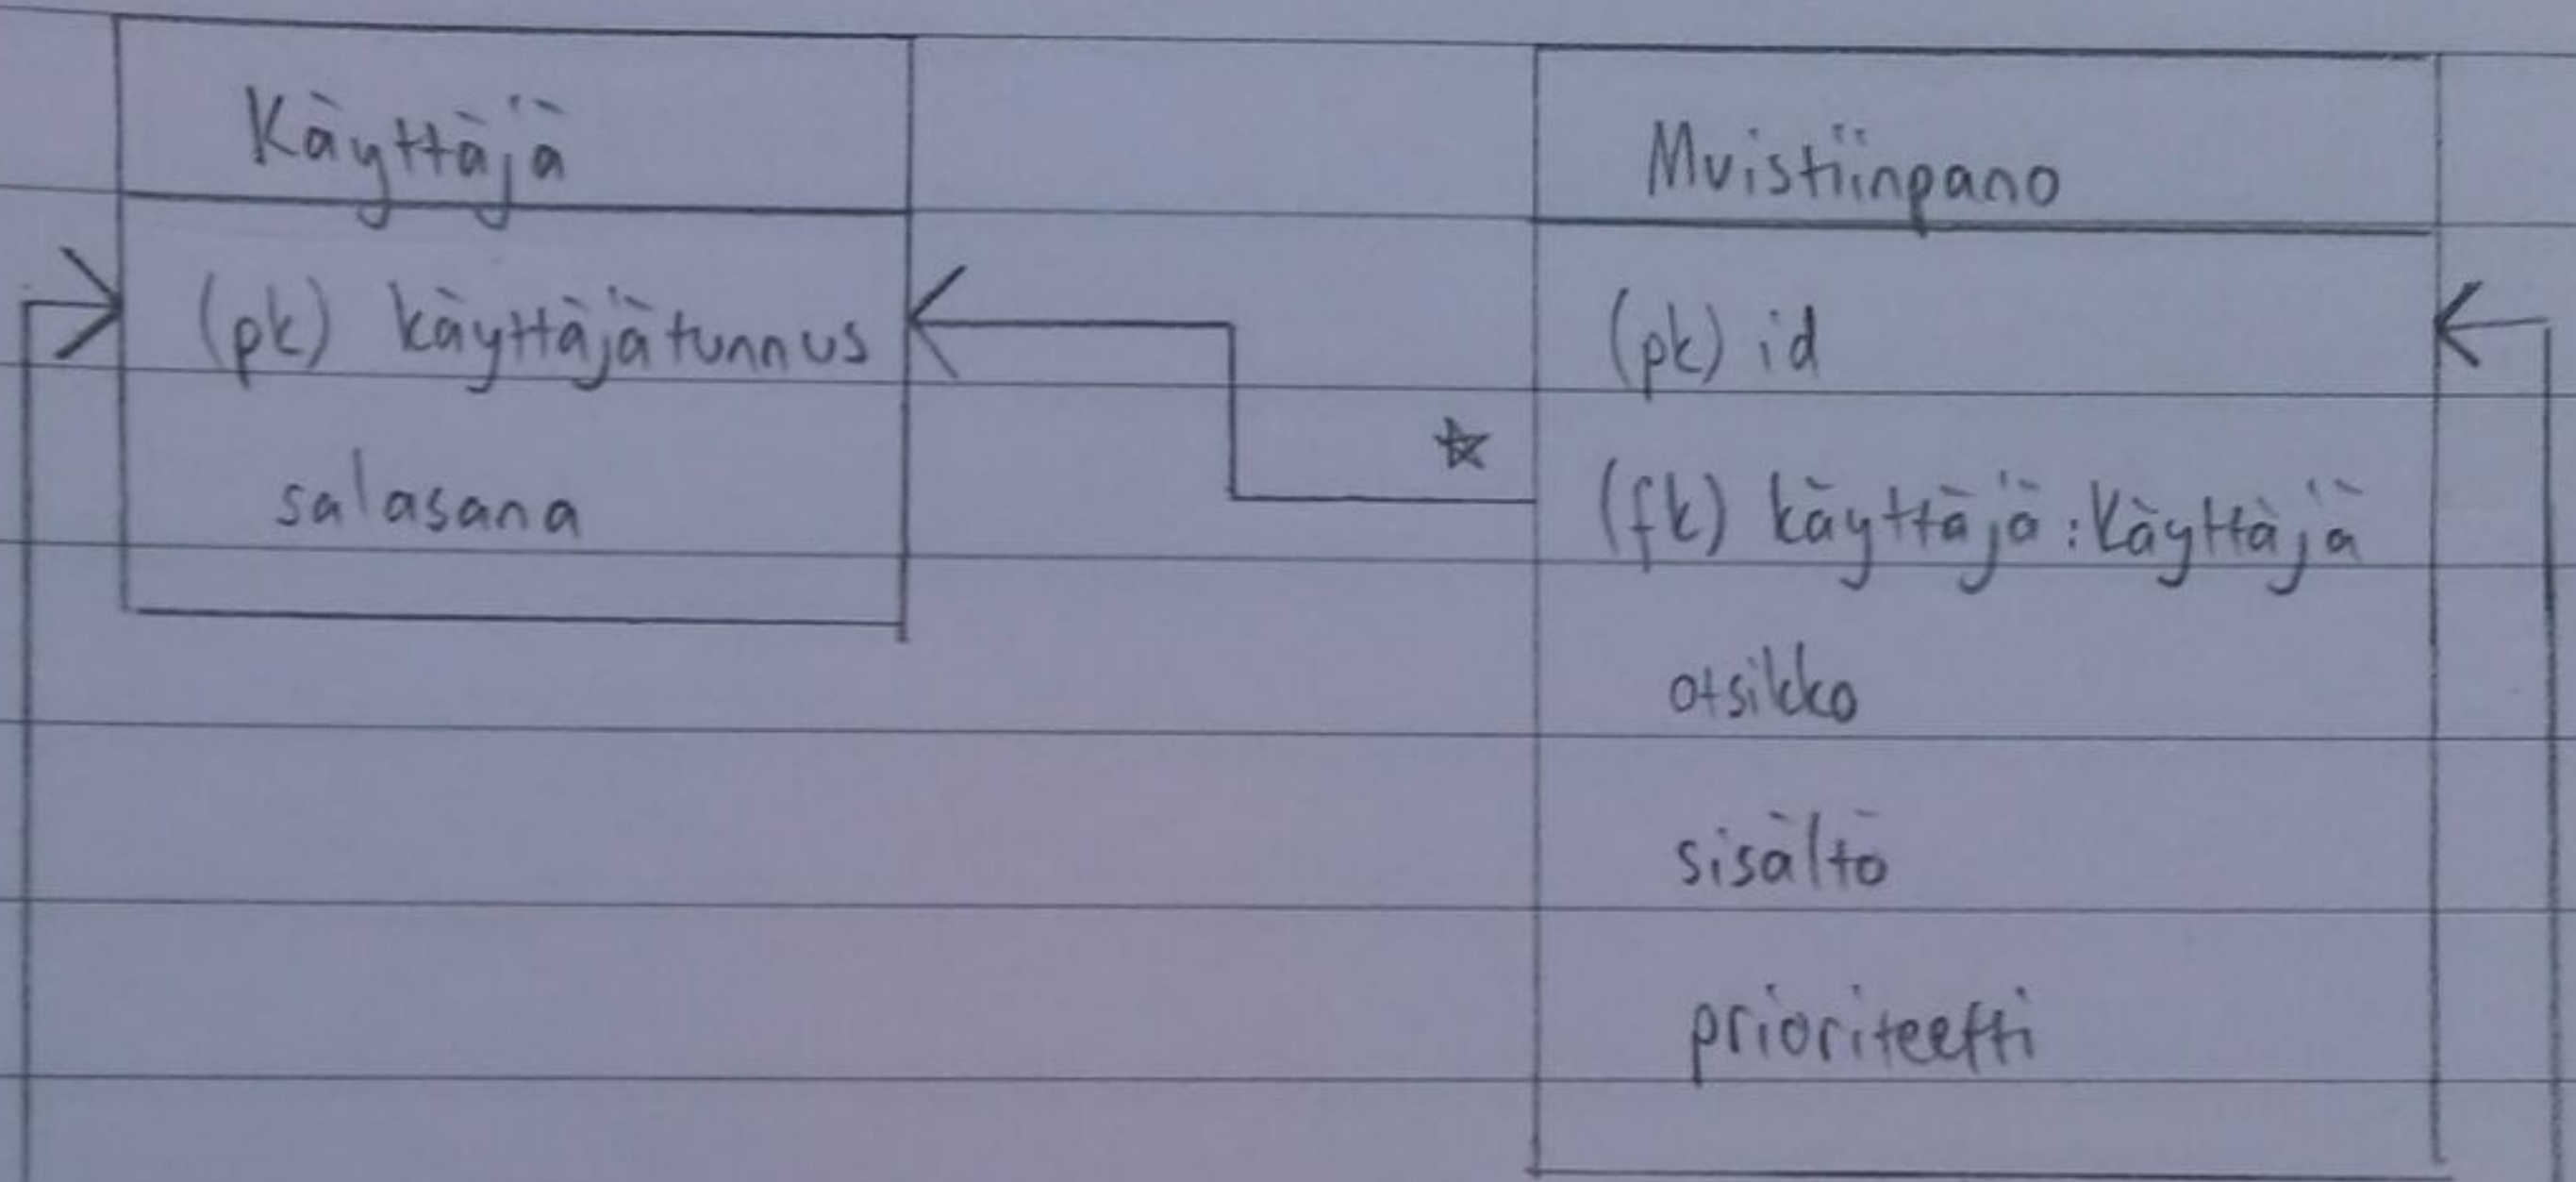 Käyttäjä
(pk) käyttäjätunnus
salasana
*
Muistiinpano
(pk) id
(fk) käyttäjä:Käyttäjä
otsikko
sisältö
prioriteetti